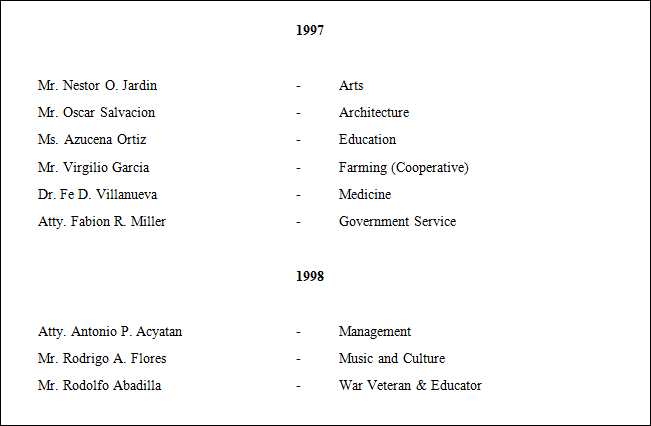 1997
Mr. Nestor O. Jardin - Arts
Mr. Oscar Salvacion - Architecture
Ms. Azucena Ortiz - Education
Mr. Virgilio Garcia - Farming (Cooperative)
Dr. Fe D. Villanueva - Medicine
Atty. Fabion R. Miller - Government Service
1998
Atty. Antonio P. Acyatan - Management
Mr. Rodrigo A. Flores - Music and Culture
Mr. Rodolfo Abadilla - War Veteran & Educator